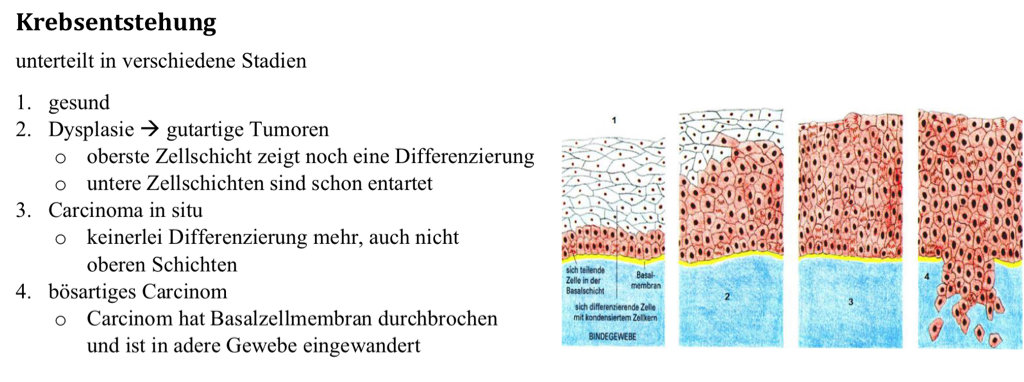 Krebsentstehung
unterteilt in verschiedene Stadien
1. gesund
2. Dysplasie → gutartige Tumoren
o oberste Zellschicht zeigt noch eine Differenzierung
o untere Zellschichten sind schon entartet
3. Carcinoma in situ
o keinerlei Differenzierung mehr, auch nicht
oberen Schichten
4. bösartiges Carcinom
o Carcinom hat Basalzellmembran durchbrochen
und ist in adere Gewebe eingewandert
1
sich teilende
Zelle in der
Basalschicht
Basal-
membran
sich differenzierende Zelle
mit kondensiertem Zellkern
BINDEGEWEBE
2
3
4